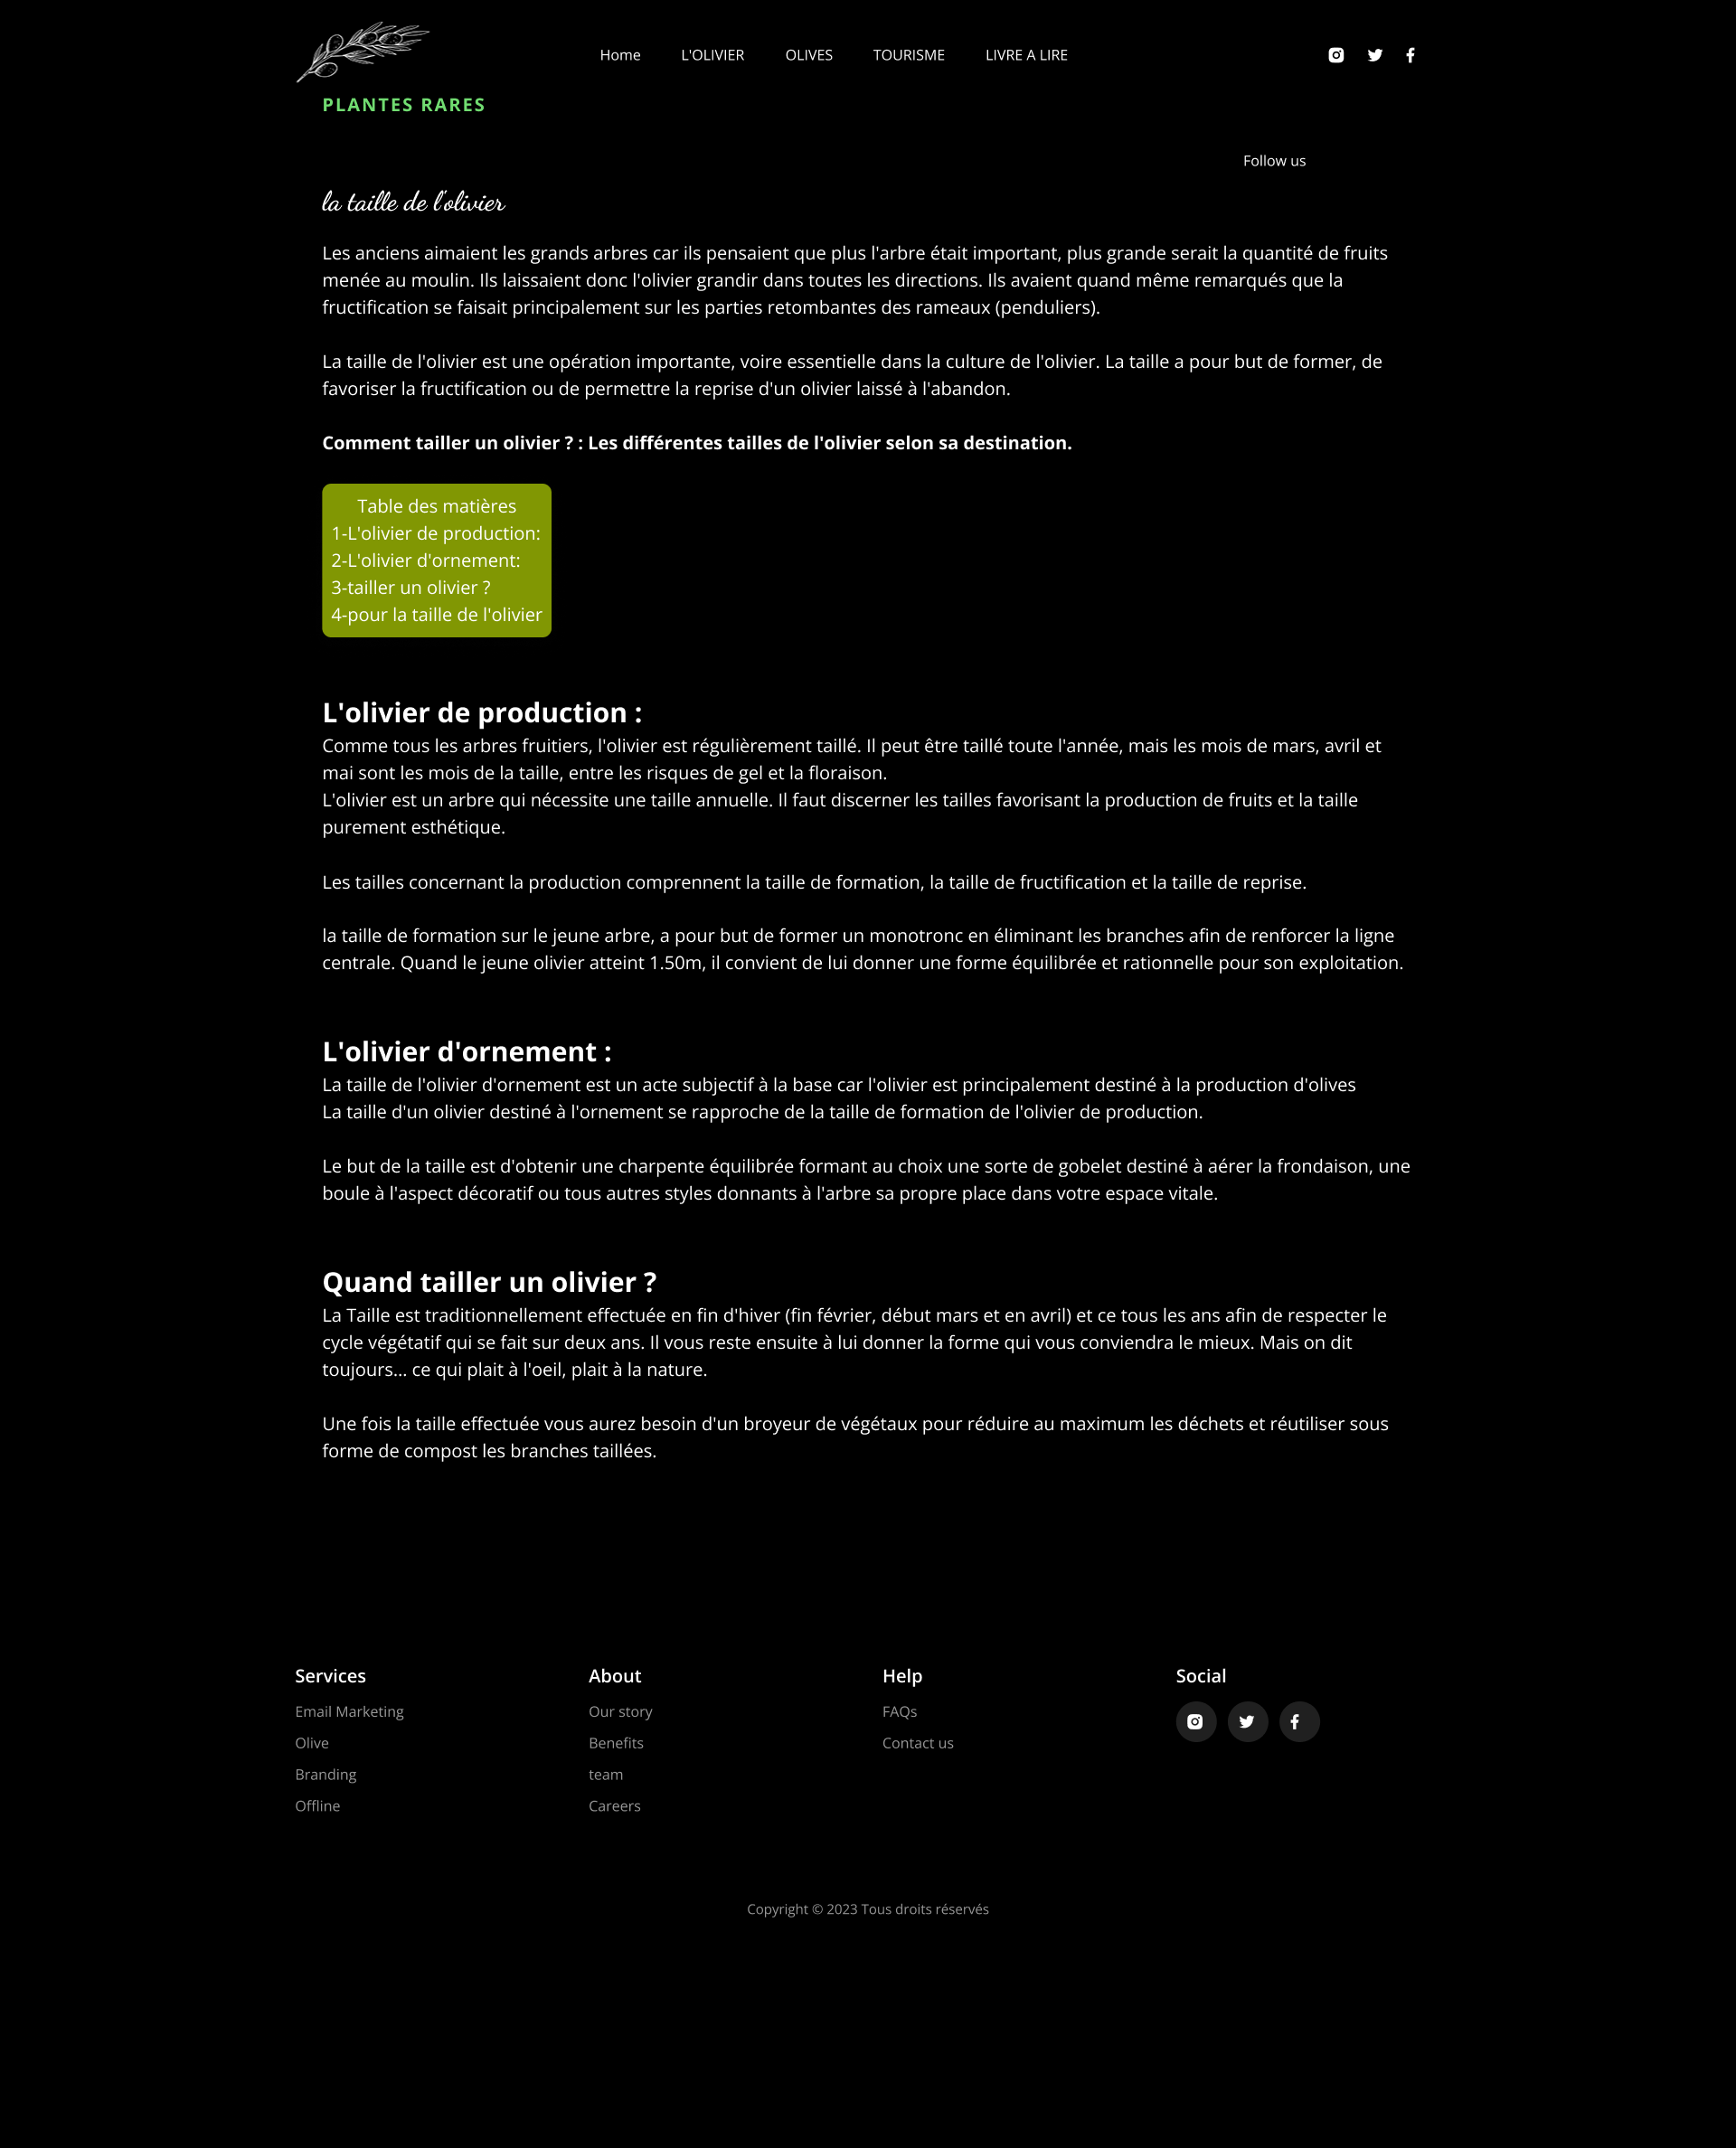 Home L'OLIVIER OLIVES TOURISME LIVRE A LIRE
PLANTES RARES
Follow us
la taille de l'olivier
Les anciens aimaient les grands arbres car ils pensaient que plus l'arbre était important, plus grande serait la quantité de fruits
menée au moulin. Ils laissaient donc l'olivier grandir dans toutes les directions. Ils avaient quand même remarqués que la
fructification se faisait principalement sur les parties retombantes des rameaux (penduliers).
La taille de l'olivier est une opération importante, voire essentielle dans la culture de l'olivier. La taille a pour but de former, de
favoriser la fructification ou de permettre la reprise d'un olivier laissé à l'abandon.
Comment tailler un olivier ? : Les différentes tailles de l'olivier selon sa destination.
Table des matières
1-L'olivier de production:
2-L'olivier d'ornement:
3-tailler un olivier ?
4-pour la taille de l'olivier
L'olivier de production :
Comme tous les arbres fruitiers, l'olivier est régulièrement taillé. Il peut être taillé toute l'année, mais les mois de mars, avril et
mai sont les mois de la taille, entre les risques de gel et la floraison.
L'olivier est un arbre qui nécessite une taille annuelle. Il faut discerner les tailles favorisant la production de fruits et la taille
purement esthétique.
Les tailles concernant la production comprennent la taille de formation, la taille de fructification et la taille de reprise.
la taille de formation sur le jeune arbre, a pour but de former un monotronc en éliminant les branches afin de renforcer la ligne
centrale. Quand le jeune olivier atteint 1.50m, il convient de lui donner une forme équilibrée et rationnelle pour son exploitation.
L'olivier d'ornement :
La taille de l'olivier d'ornement est un acte subjectif à la base car l'olivier est principalement destiné à la production d'olives
La taille d'un olivier destiné à l'ornement se rapproche de la taille de formation de l'olivier de production.
Le but de la taille est d'obtenir une charpente équilibrée formant au choix une sorte de gobelet destiné à aérer la frondaison, une
boule à l'aspect décoratif ou tous autres styles donnants à l'arbre sa propre place dans votre espace vitale.
Quand tailler un olivier ?
La Taille est traditionnellement effectuée en fin d'hiver (fin février, début mars et en avril) et ce tous les ans afin de respecter le
cycle végétatif qui se fait sur deux ans. Il vous reste ensuite à lui donner la forme qui vous conviendra le mieux. Mais on dit
toujours... ce qui plait à l'oeil, plait à la nature.
Une fois la taille effectuée vous aurez besoin d'un broyeur de végétaux pour réduire au maximum les déchets et réutiliser sous
forme de compost les branches taillées.
Services
Email Marketing
Olive
Branding
Offline
About
Our story
Benefits
team
Careers
Help
FAQs
Contact us
Social
Copyright © 2023 Tous droits réservés